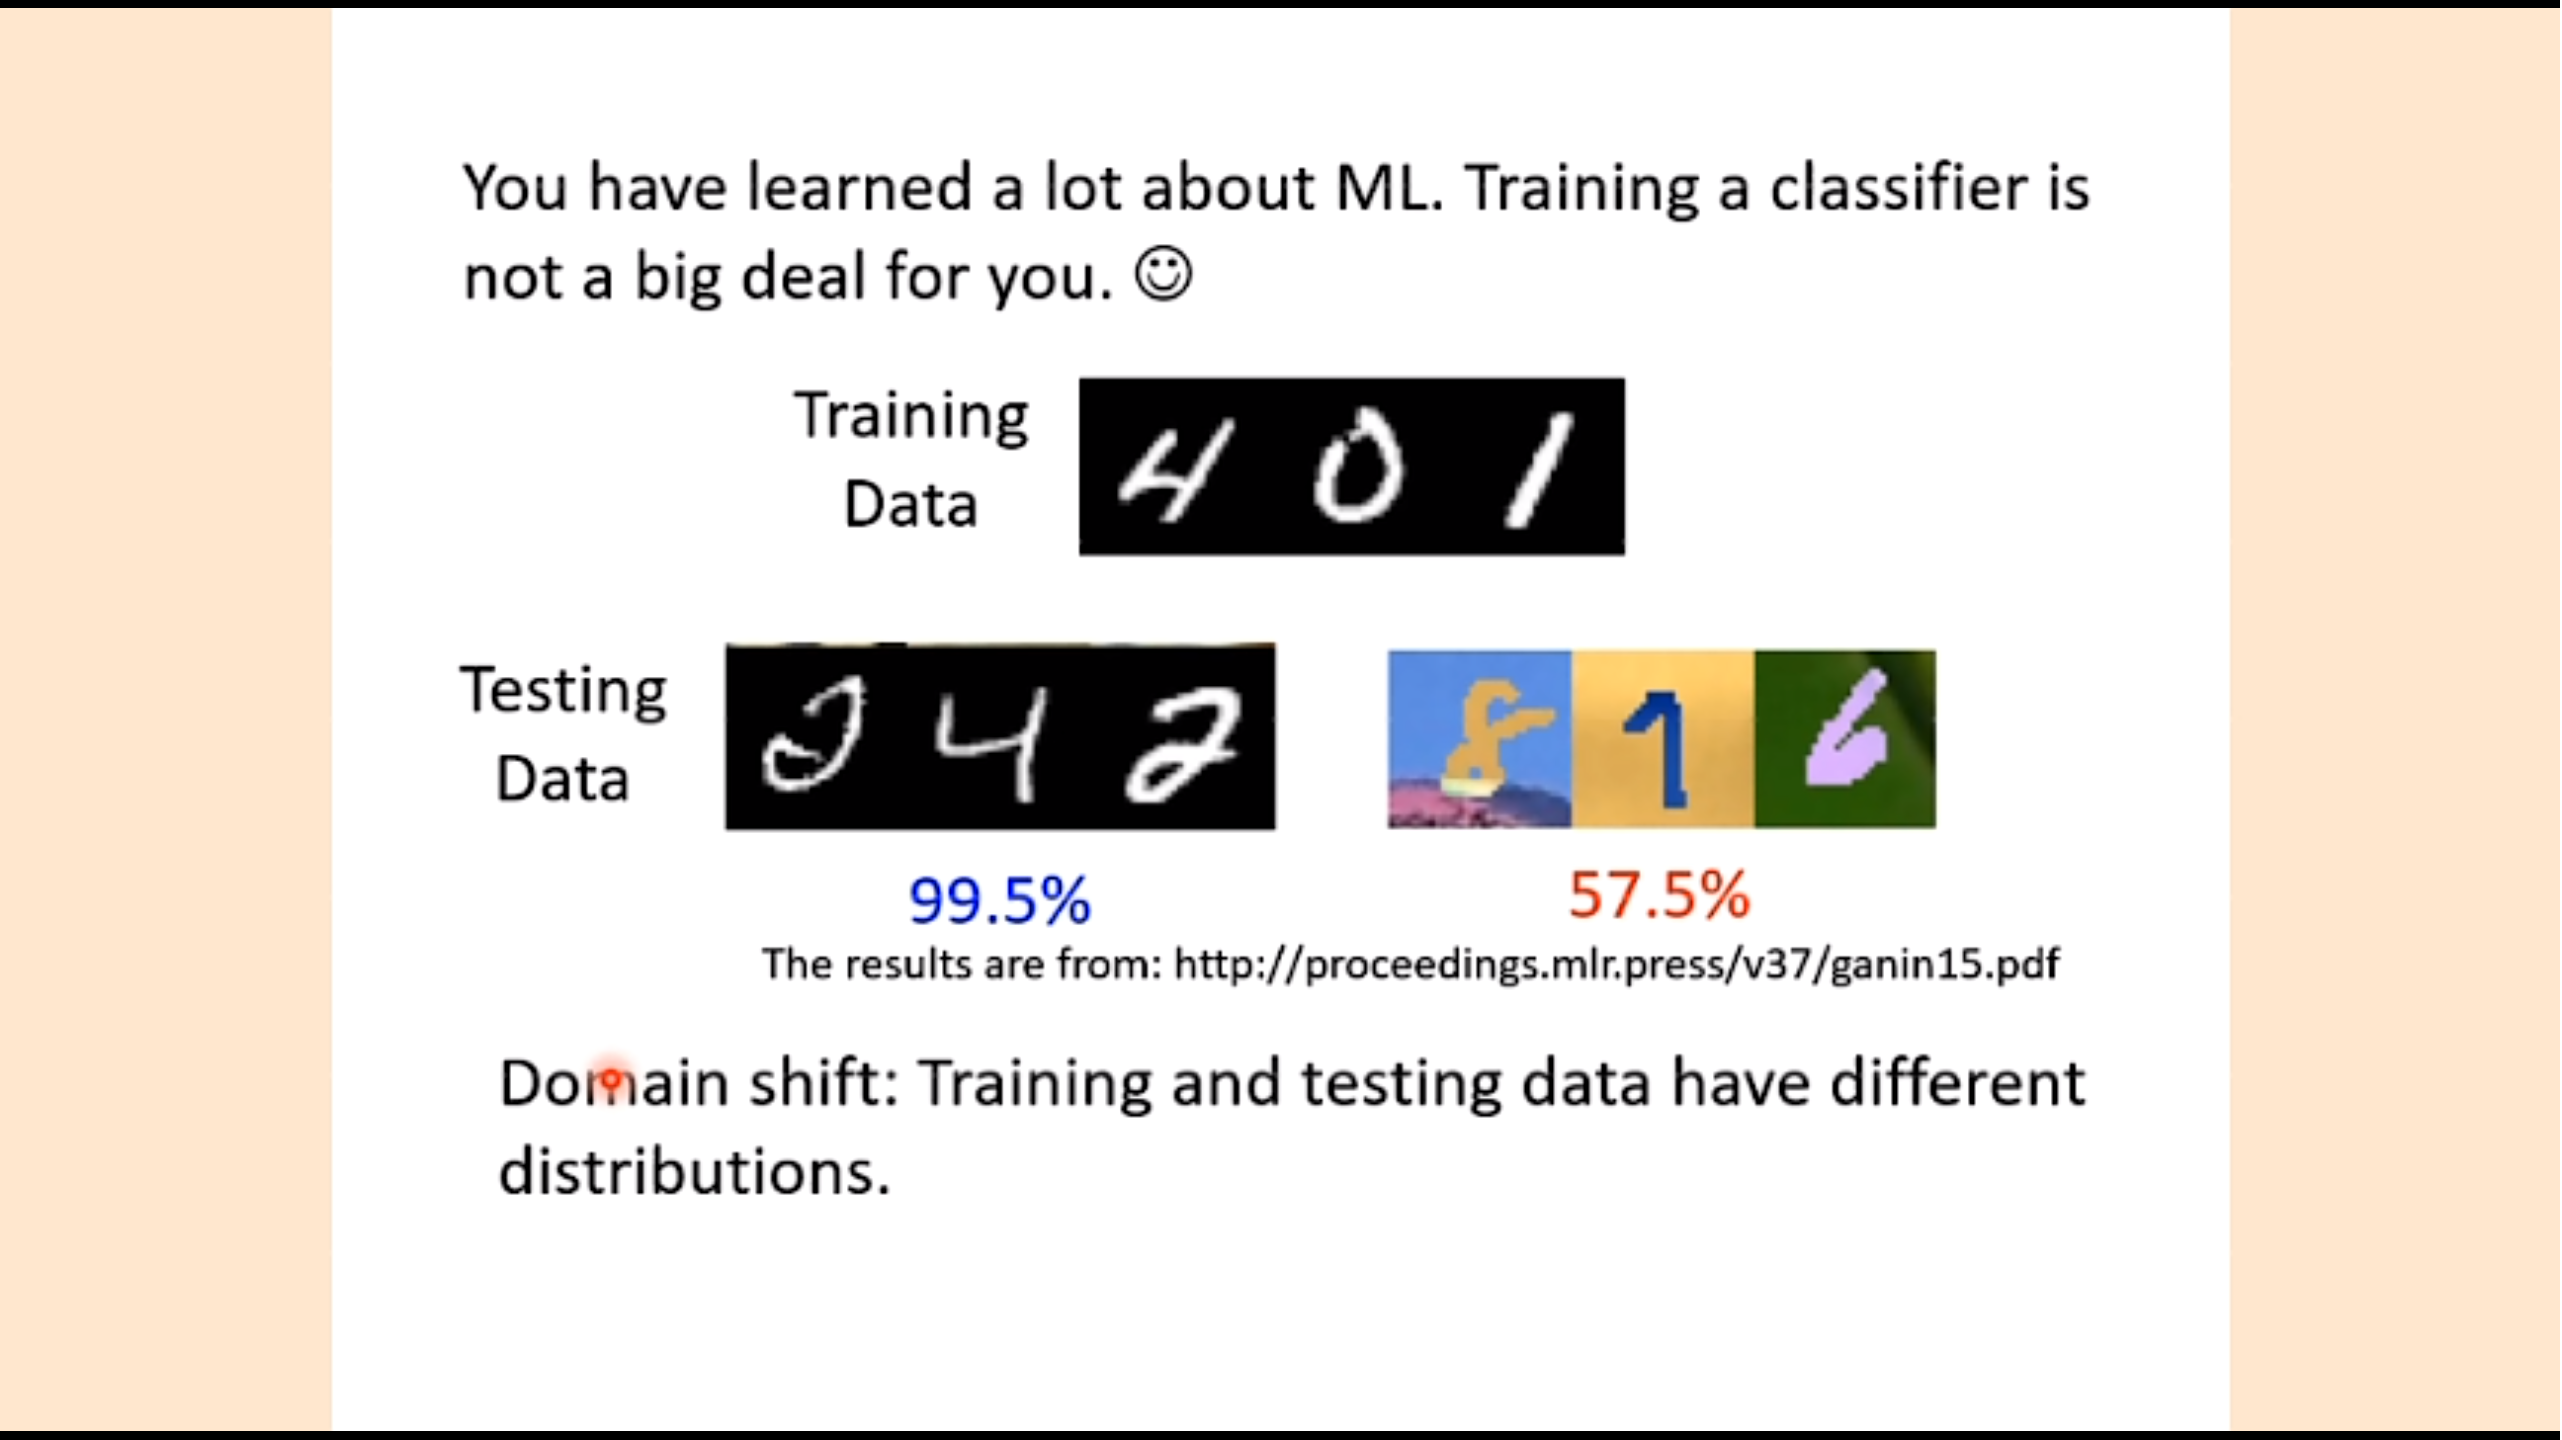 You have learned a lot about ML. Training a classifier is
not a big deal for you. ☺
Training
Data
4 0 1
Testing
Data
4 2
8 1 6
99.5%
57.5%
The results are from: http://proceedings.mlr.press/v37/ganin15.pdf
Domain shift: Training and testing data have different
distributions.